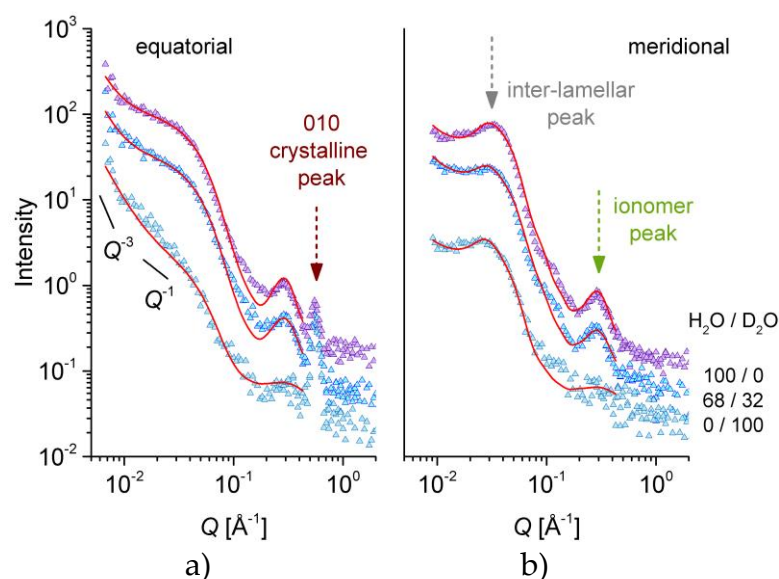 equatorial
010
crystalline
peak
Q⁻³
Q⁻¹
Intensity
10³
10²
10¹
10⁰
10⁻¹
10⁻²
10⁻² 10⁻¹ 10⁰
Q [Å⁻¹]
a)
meridional
inter-lamellar
peak
ionomer
peak
H₂O / D₂O
100 / 0
68 / 32
0 / 100
10⁻² 10⁻¹ 10⁰
Q [Å⁻¹]
b)